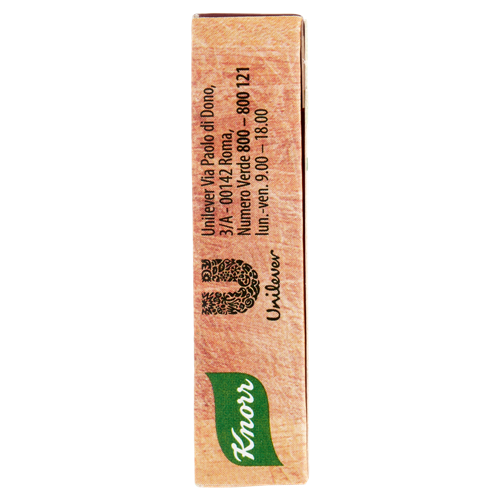 Unilever Via Paolo di Dono,
3/A - 00142 Roma,
Numero Verde 800 – 800 121
lun.-ven. 9.00 – 18.00
Unilever
Knorr